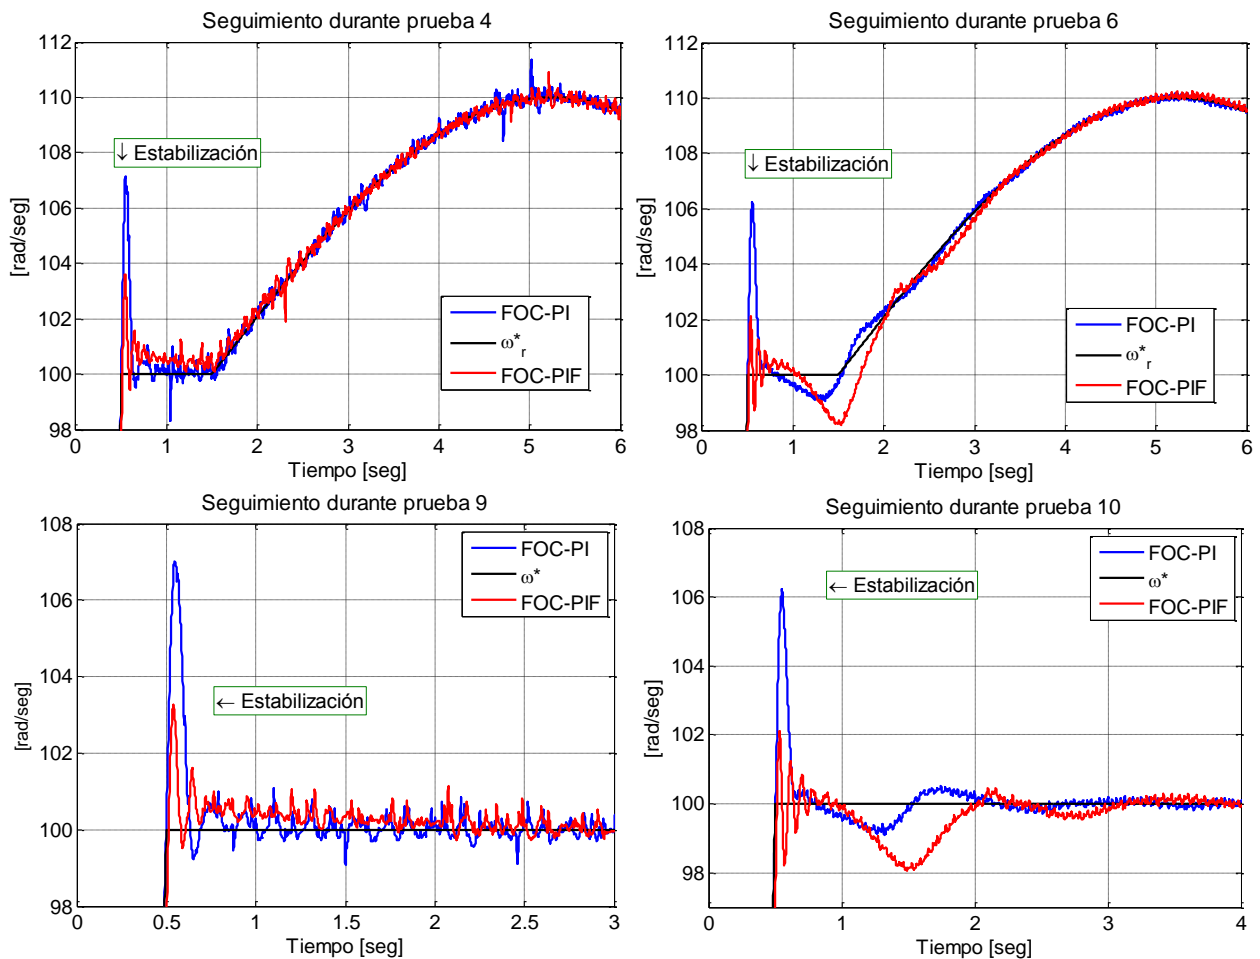 Seguimiento durante prueba 4
112
110
108
106
104
102
100
98
[rad/seg]
↓ Estabilización
FOC-PI
ω*r
FOC-PIF
0 1 2 3 4 5 6
Tiempo [seg]
Seguimiento durante prueba 6
112
110
108
106
104
102
100
98
[rad/seg]
↓ Estabilización
FOC-PI
ω*r
FOC-PIF
0 1 2 3 4 5 6
Tiempo [seg]
Seguimiento durante prueba 9
108
106
104
102
100
98
[rad/seg]
FOC-PI
ω*
FOC-PIF
← Estabilización
0 0.5 1 1.5 2 2.5 3
Tiempo [seg]
Seguimiento durante prueba 10
108
106
104
102
100
98
[rad/seg]
FOC-PI
ω*
FOC-PIF
← Estabilización
0 1 2 3 4
Tiempo [seg]